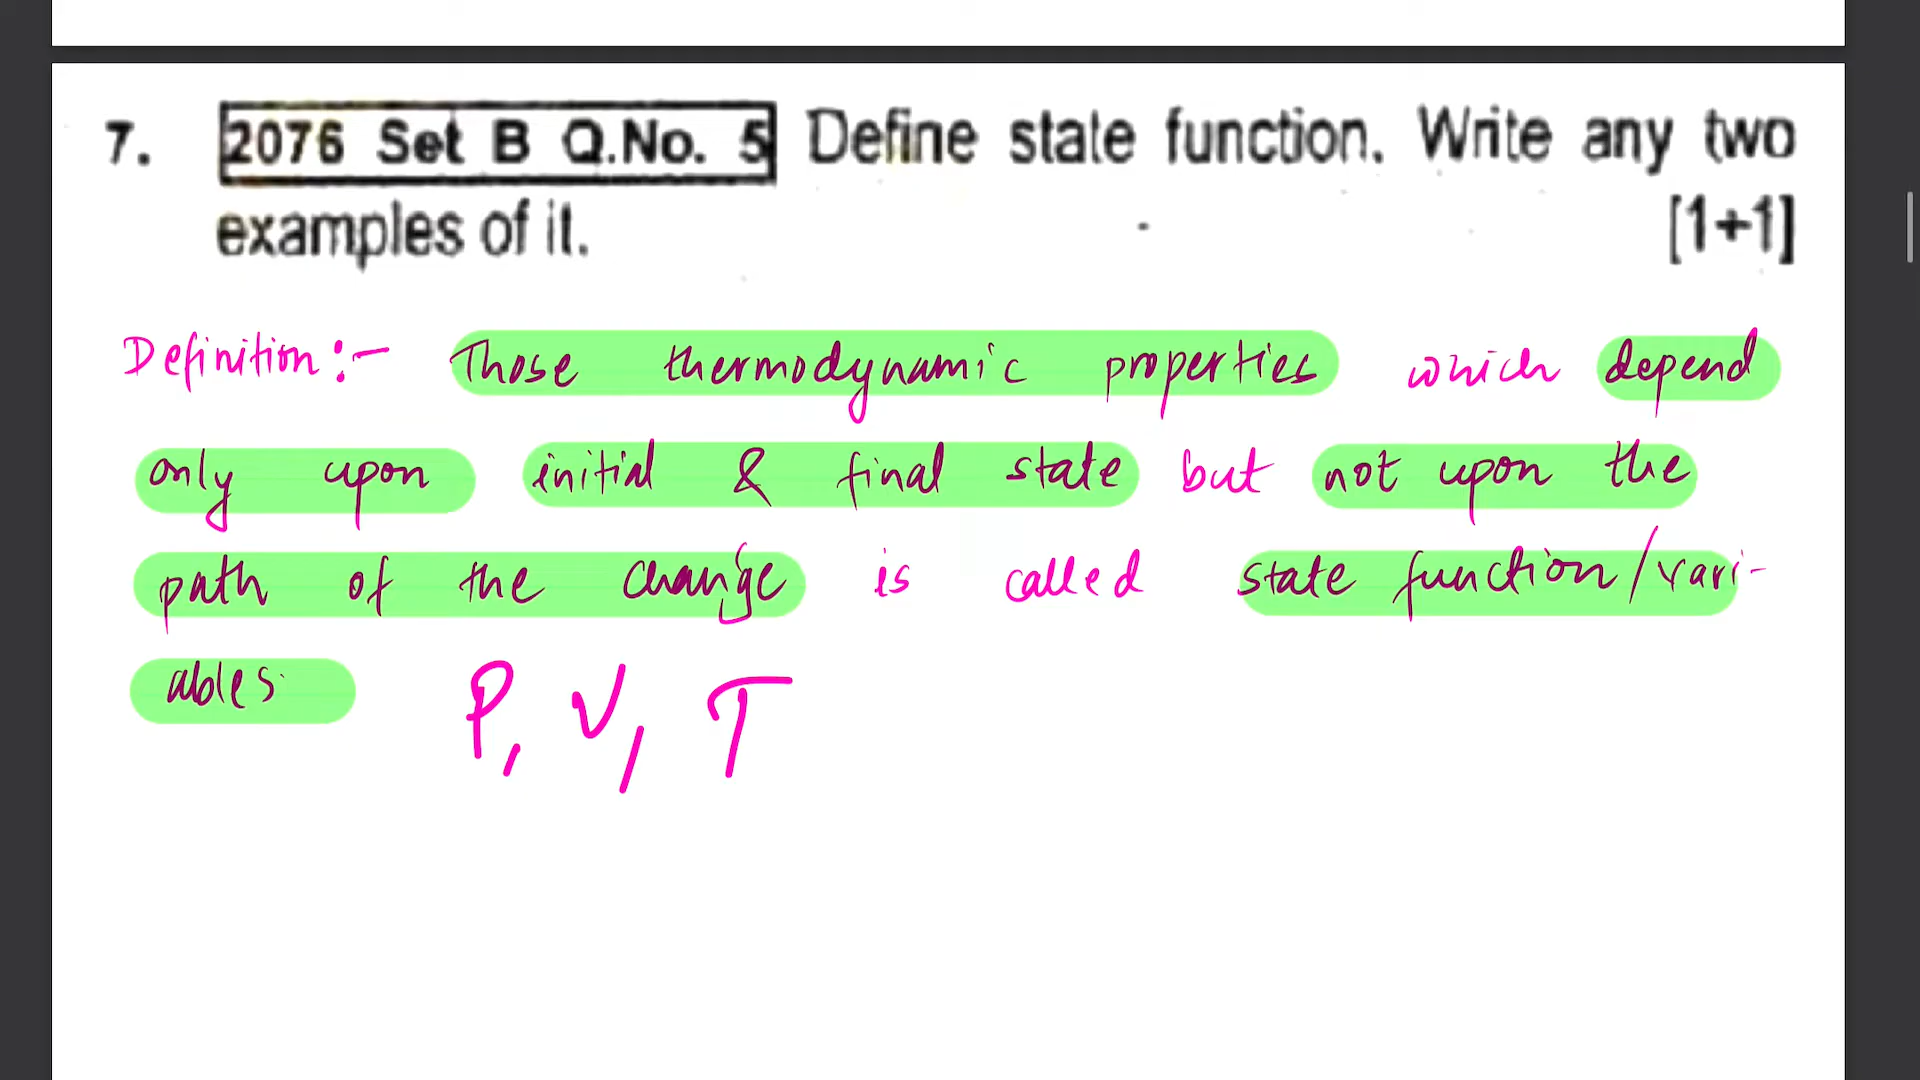 7. 2076 Set B Q.No. 5 Define state function. Write any two
examples of it. [1+1]
Definition :- Those thermodynamic properties which depend
only upon initial & final state but not upon the
path of the change is called state function/vari-
ables.
P, V, T